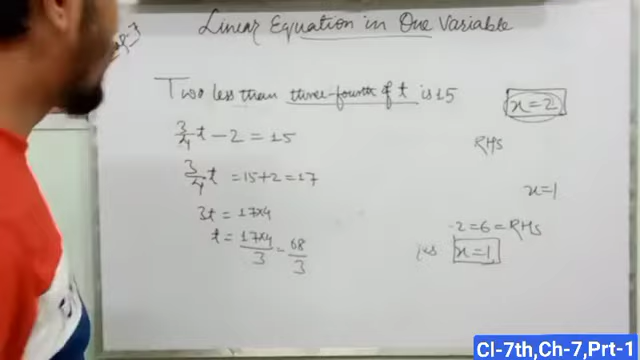 Linear Equation in One Variable
Two less than three-fourth of t is 15
3/4 t - 2 = 15
3/4 t = 15+2 = 17
3t = 17×4
t = 17×4/3 = 68/3
x = 2
RHS
x=1
-2=6=RHS
x=1
Cl-7th,Ch-7,Prt-1